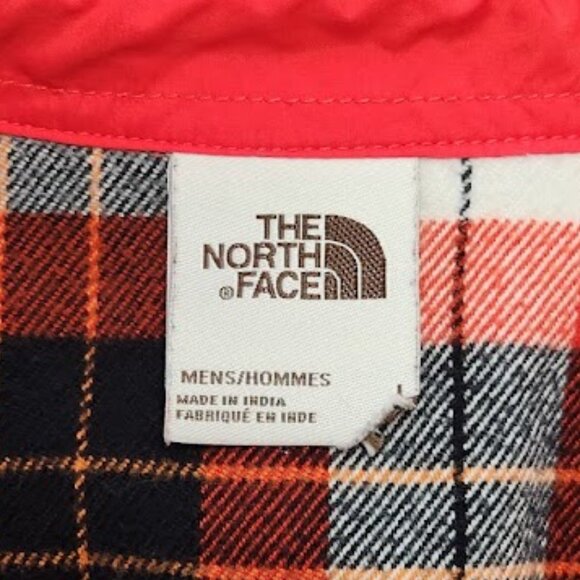 THE
NORTH
® FACE
MENS/HOMMES
MADE IN INDIA
FABRIQUÉ EN INDE